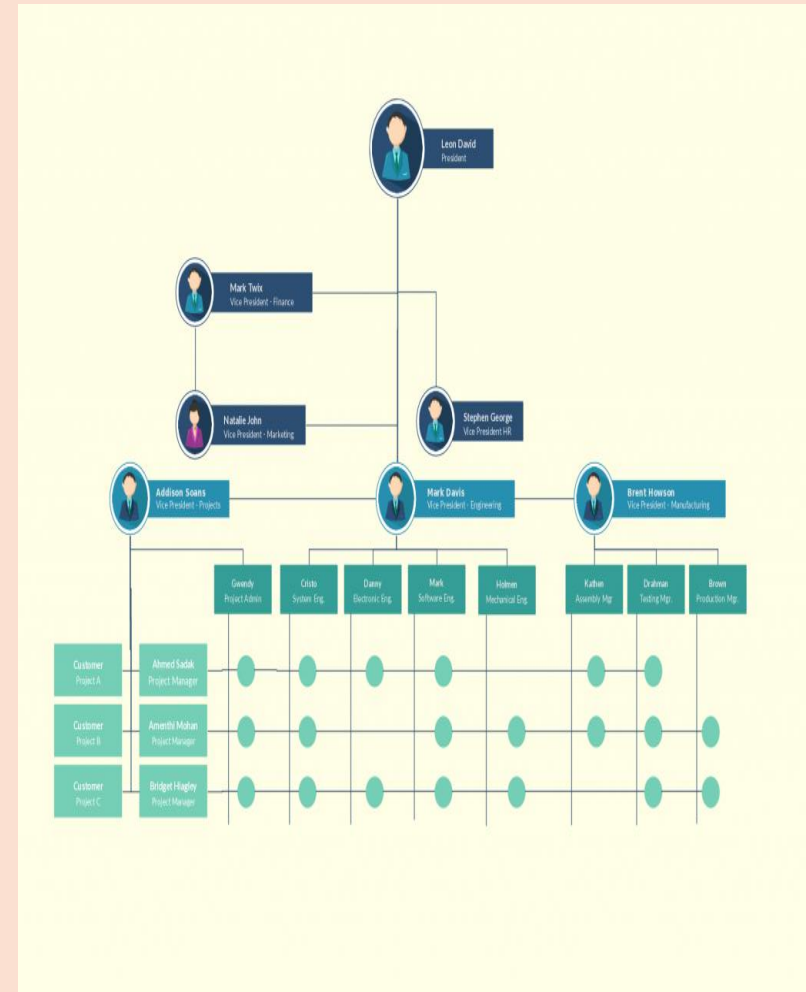 Leon David
President
Mark Twix
Vice President - Finance
Natalie John
Vice President - Marketing
Stephen George
Vice President HR
Addison Soans
Vice President - Projects
Mark Davis
Vice President - Engineering
Brent Howson
Vice President - Manufacturing
Gwendy
Project Admin
Cristo
System Eng.
Danny
Electronic Eng.
Mark
Software Eng.
Holmen
Mechanical Eng.
Kathen
Assembly Mgr
Drahman
Testing Mgr.
Brown
Production Mgr.
Customer
Project A
Ahmed Sadak
Project Manager
Customer
Project B
Amenthi Mohan
Project Manager
Customer
Project C
Bridget Hiagley
Project Manager